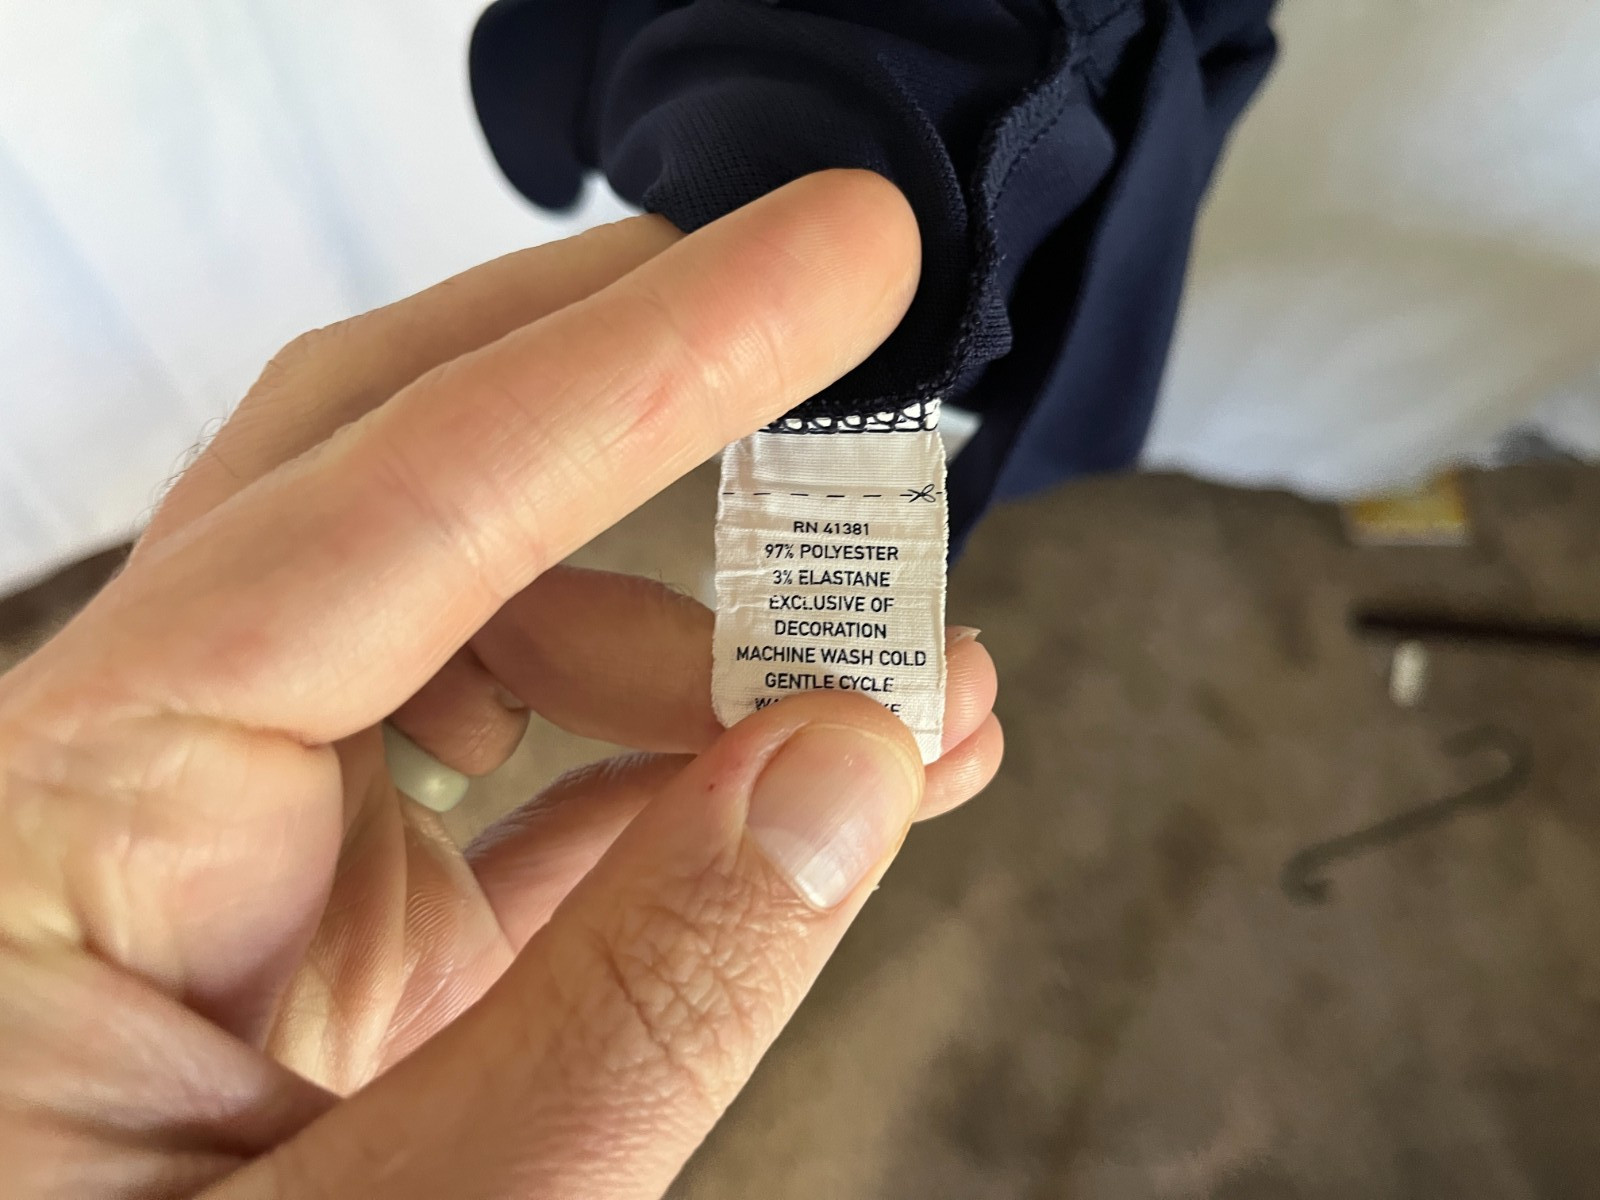 RN 41381
97% POLYESTER
3% ELASTANE
EXCLUSIVE OF
DECORATION
MACHINE WASH COLD
GENTLE CYCLE